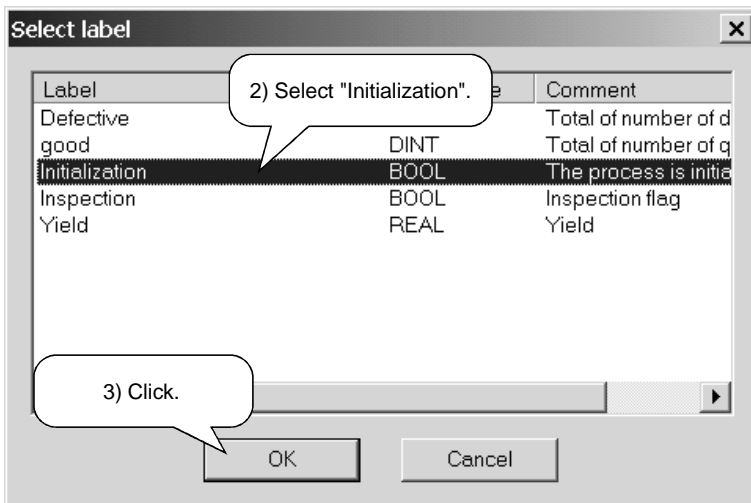 Select label
Label Comment
2) Select "Initialization".
Defective Total of number of d
good DINT Total of number of q
Initialization BOOL The process is initia
Inspection BOOL Inspection flag
Yield REAL Yield
3) Click.
OK Cancel